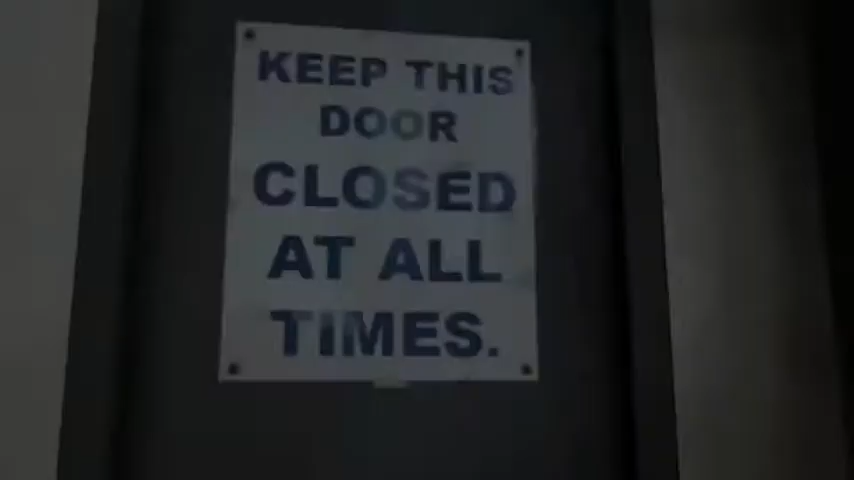 KEEP THIS
DOOR
CLOSED
AT ALL
TIMES.